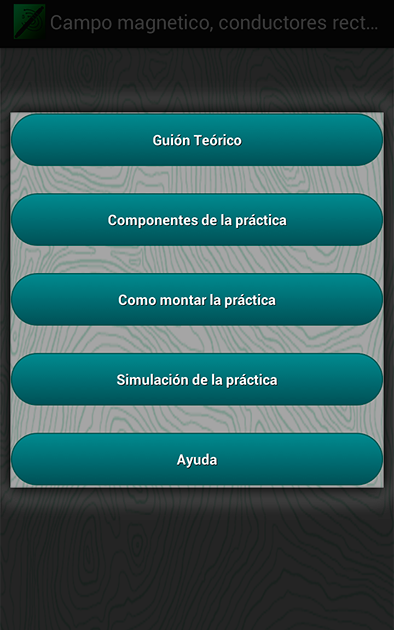 Campo magnetico, conductores rect...
Guión Teórico
Componentes de la práctica
Como montar la práctica
Simulación de la práctica
Ayuda